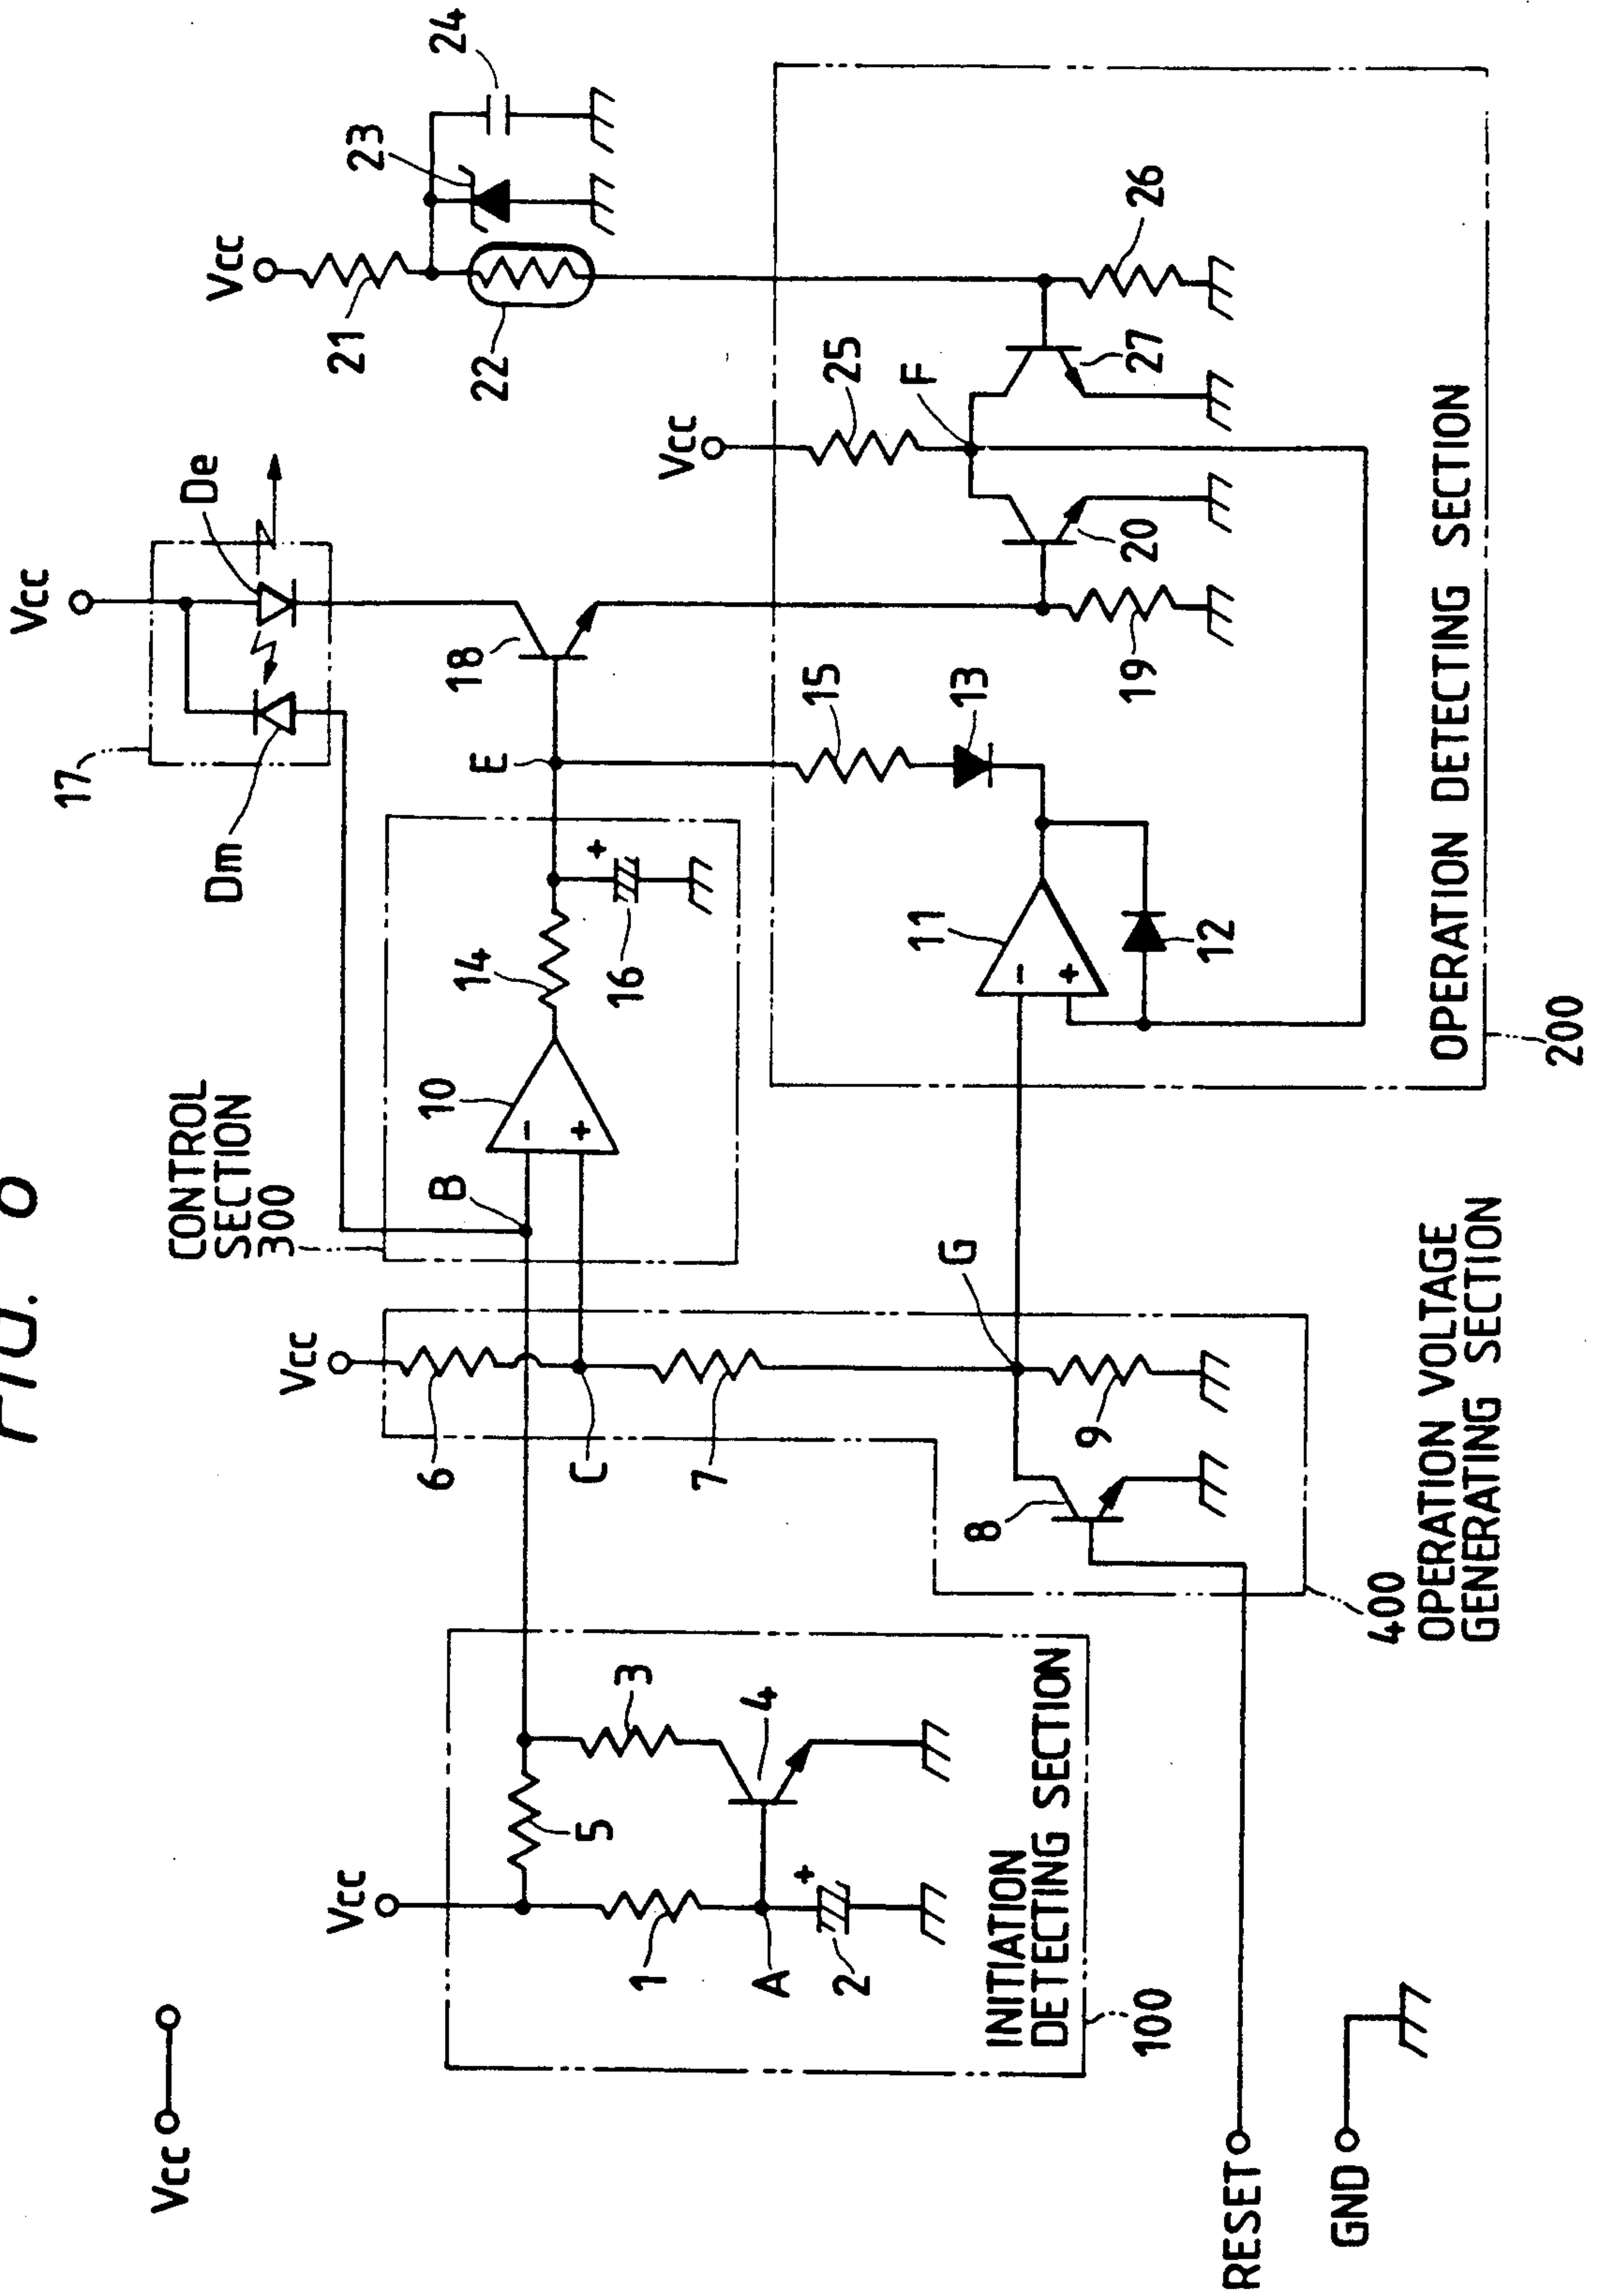 FIG. 8
Vcc
Vcc
17
De
Dm
Vcc
21
22
23
24
CONTROL
SECTION
300
B
10
-
+
14
+
16
E
18
Vcc
6
C
7
G
8
9
400
OPERATION VOLTAGE
GENERATING SECTION
Vcc
5
1
A
+
2
3
4
INITIATION
DETECTING SECTION
100
Vcc
25
F
26
27
20
19
15
13
11
-
+
12
OPERATION DETECTING SECTION
200
RESET
GND